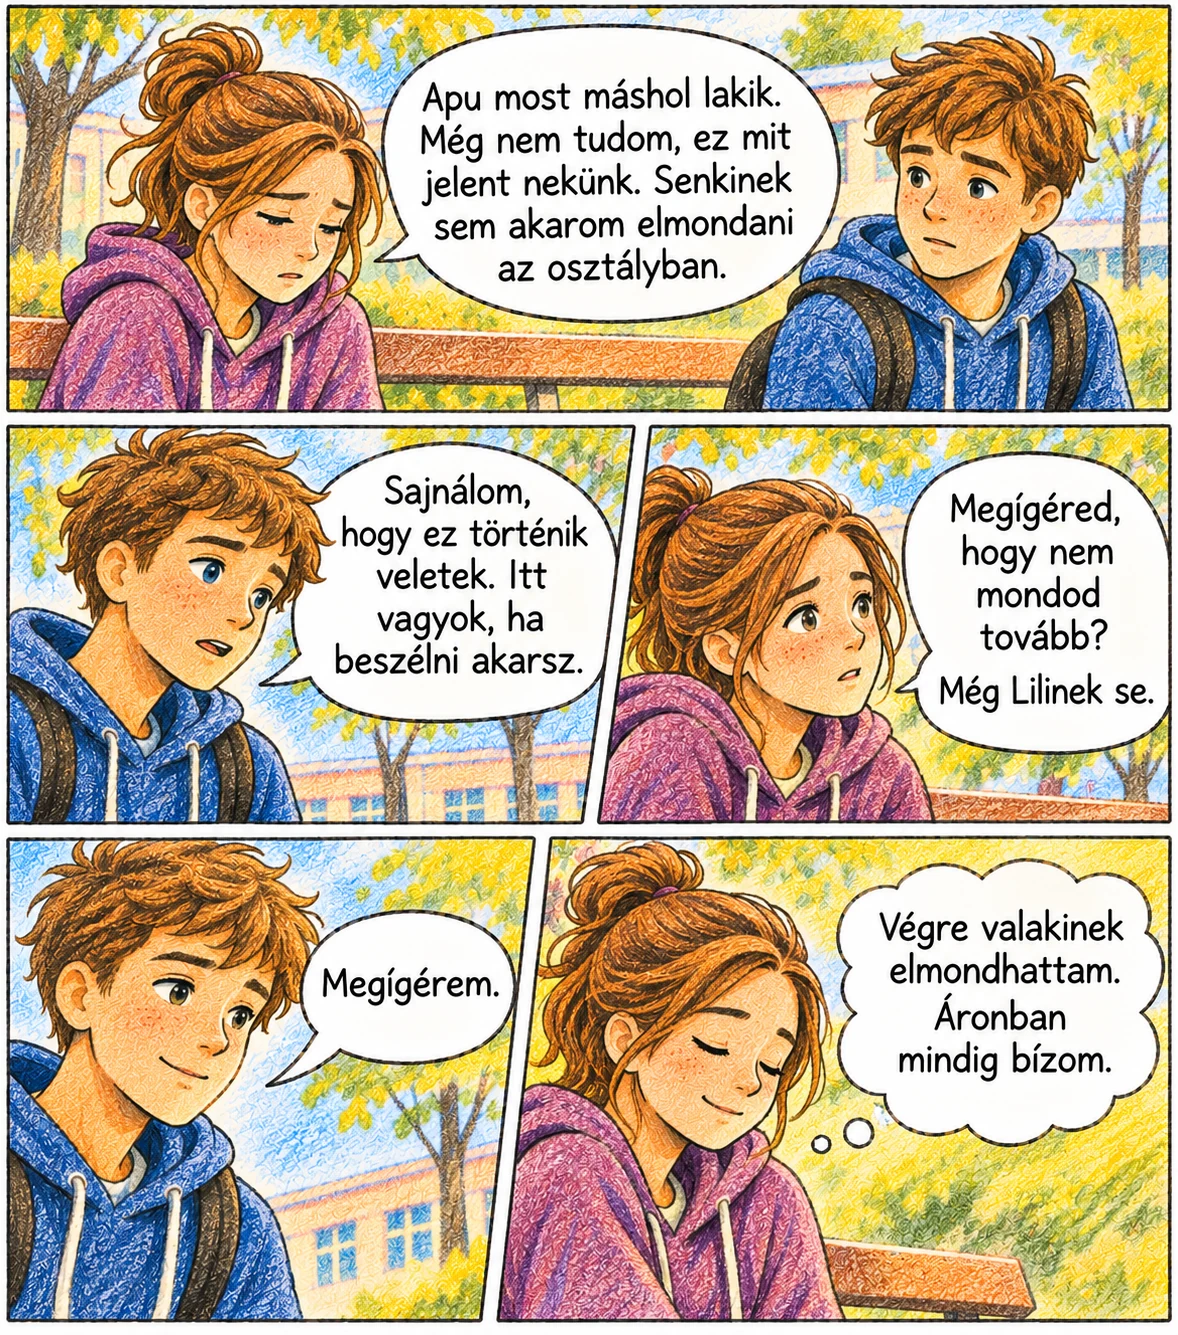 Apu most máshol lakik.
Még nem tudom, ez mit
jelent nekünk. Senkinek
sem akarom elmondani
az osztályban.
Sajnálom,
hogy ez történik
veletek. Itt
vagyok, ha
beszélni akarsz.
Megígéred,
hogy nem
mondod
tovább?
Még Lilinek se.
Megígérem.
Végre valakinek
elmondhattam.
Áronban
mindig bízom.